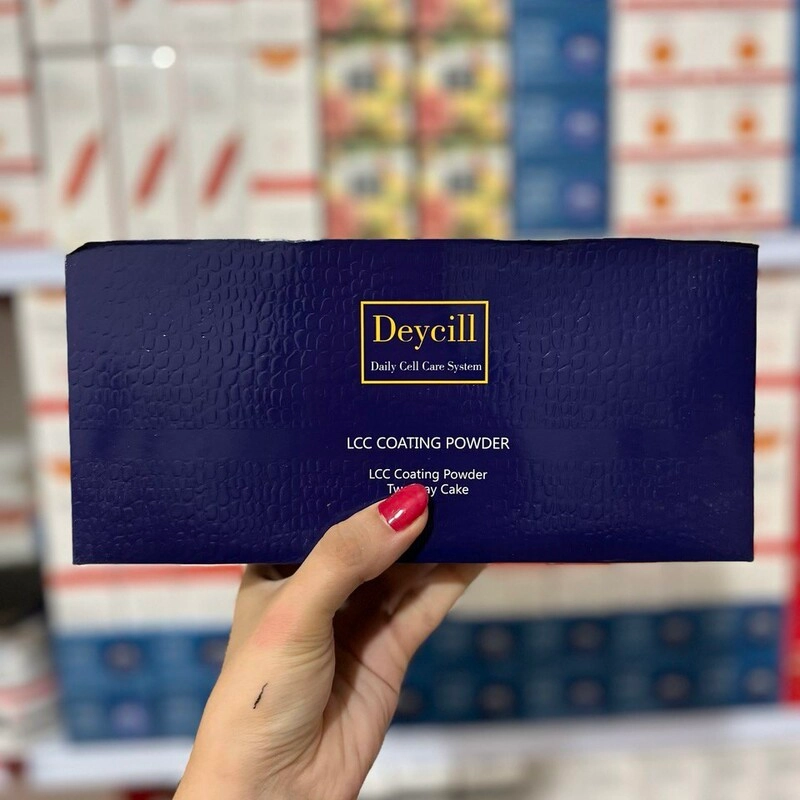 Deycill
Daily Cell Care System
LCC COATING POWDER
LCC Coating Powder
Cake